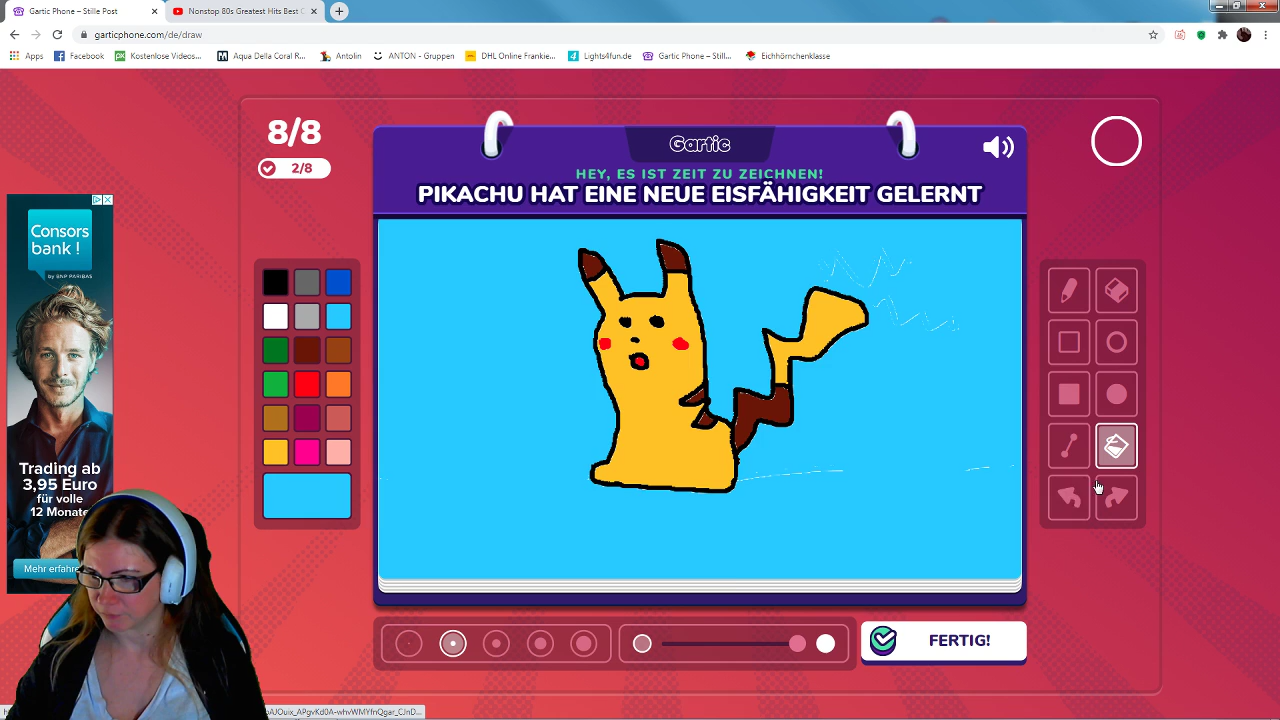 Gartic Phone – Stille Post
Nonstop 80s Greatest Hits Best
garticphone.com/de/draw
Apps
Facebook
Kostenlose Videos...
Aqua Della Coral R...
Antolin
ANTON - Gruppen
DHL Online Frankie...
Lights4fun.de
Gartic Phone – Still...
Eichhörnchenklasse
8/8
2/8
Gartic
HEY, ES IST ZEIT ZU ZEICHNEN!
PIKACHU HAT EINE NEUE EISFÄHIGKEIT GELERNT
Consors
bank !
by BNP PARIBAS
Trading ab
3,95 Euro
für volle
12 Monate
Mehr erfahre
FERTIG!